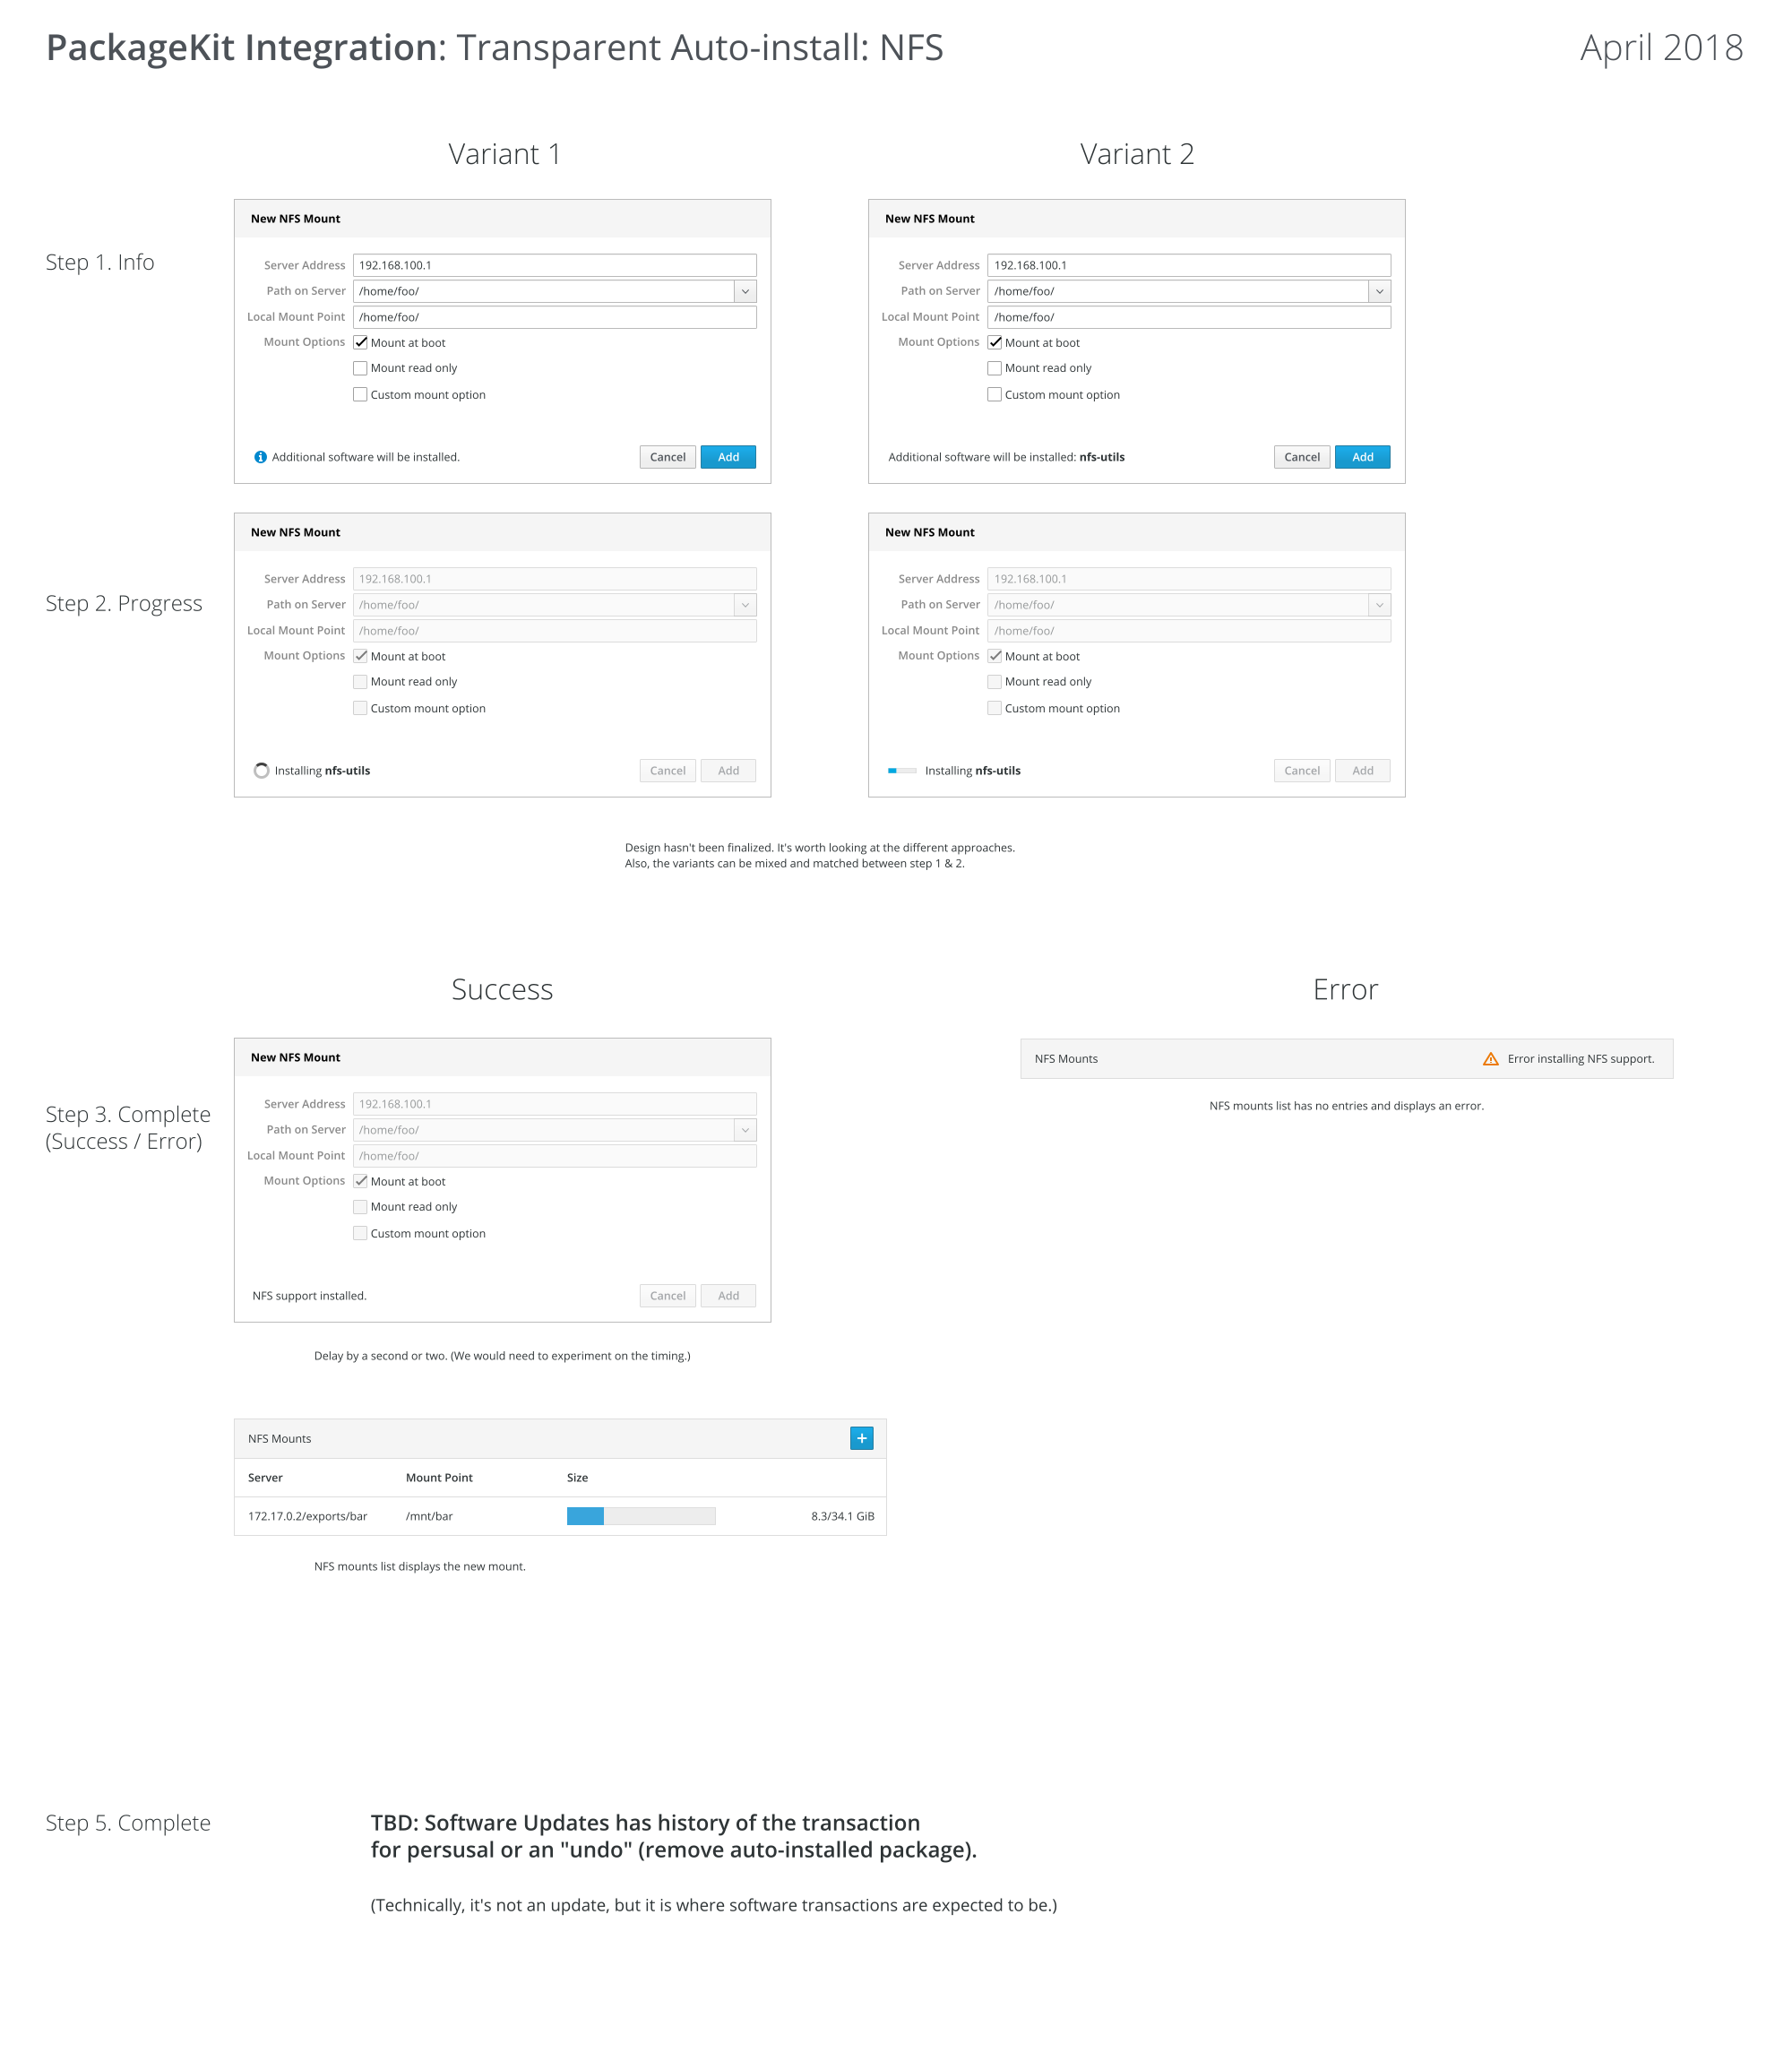 PackageKit Integration: Transparent Auto-install: NFS
April 2018
Variant 1
Variant 2
Step 1. Info
New NFS Mount
Server Address 192.168.100.1
Path on Server /home/foo/
Local Mount Point /home/foo/
Mount Options Mount at boot
Mount read only
Custom mount option
Additional software will be installed. Cancel Add
New NFS Mount
Server Address 192.168.100.1
Path on Server /home/foo/
Local Mount Point /home/foo/
Mount Options Mount at boot
Mount read only
Custom mount option
Additional software will be installed: nfs-utils Cancel Add
Step 2. Progress
New NFS Mount
Server Address 192.168.100.1
Path on Server /home/foo/
Local Mount Point /home/foo/
Mount Options Mount at boot
Mount read only
Custom mount option
Installing nfs-utils Cancel Add
New NFS Mount
Server Address 192.168.100.1
Path on Server /home/foo/
Local Mount Point /home/foo/
Mount Options Mount at boot
Mount read only
Custom mount option
Installing nfs-utils Cancel Add
Design hasn't been finalized. It's worth looking at the different approaches.
Also, the variants can be mixed and matched between step 1 & 2.
Success
Error
Step 3. Complete
(Success / Error)
New NFS Mount
Server Address 192.168.100.1
Path on Server /home/foo/
Local Mount Point /home/foo/
Mount Options Mount at boot
Mount read only
Custom mount option
NFS support installed. Cancel Add
Delay by a second or two. (We would need to experiment on the timing.)
NFS Mounts Error installing NFS support.
NFS mounts list has no entries and displays an error.
NFS Mounts
Server Mount Point Size
172.17.0.2/exports/bar /mnt/bar 8.3/34.1 GiB
NFS mounts list displays the new mount.
Step 5. Complete
TBD: Software Updates has history of the transaction
for persusal or an "undo" (remove auto-installed package).
(Technically, it's not an update, but it is where software transactions are expected to be.)